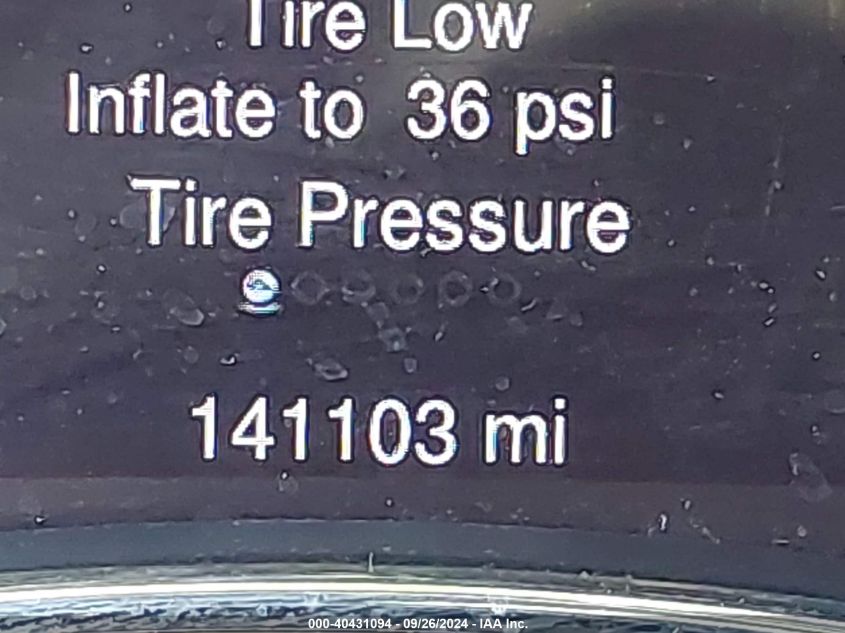 Tire Low
Inflate to 36 psi
Tire Pressure
141103 mi
000-40431094 - 09/26/2024 - IAA Inc.